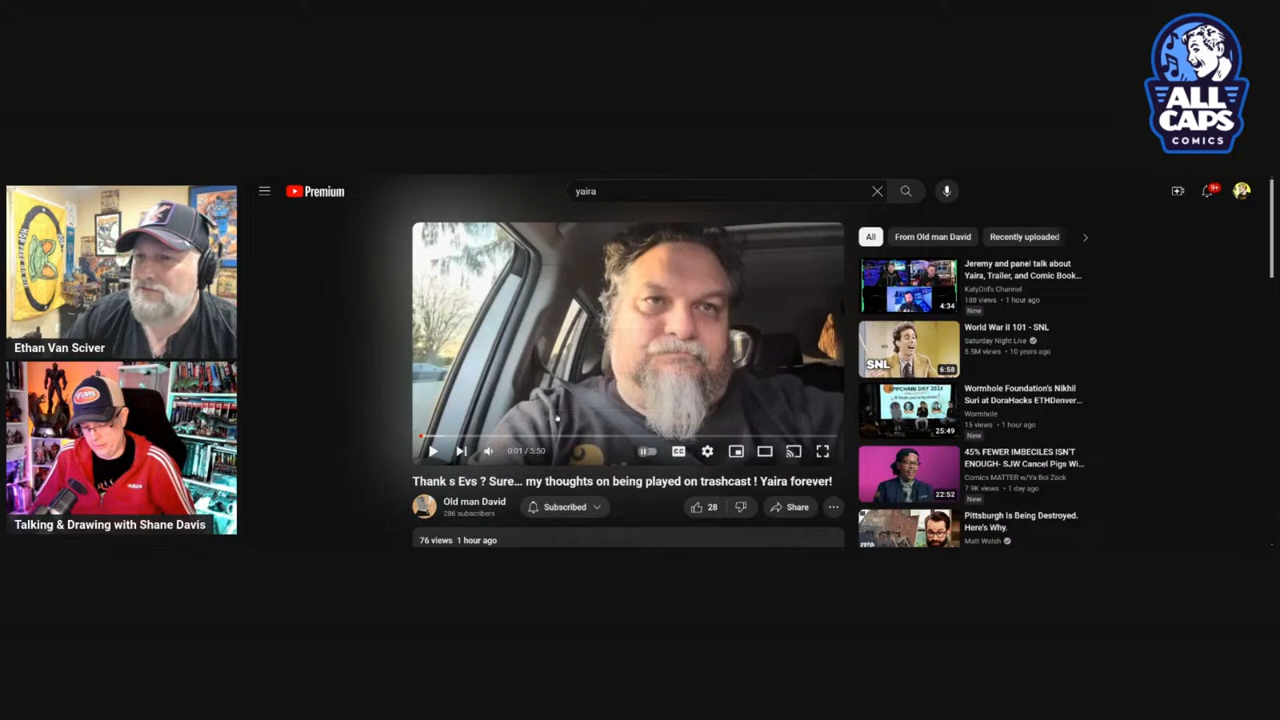 ALL
CAPS
COMICS
Premium
yaira
9+
Ethan Van Sciver
Talking & Drawing with Shane Davis
0:01 / 5:50
CC
Thank s Evs ? Sure... my thoughts on being played on trashcast ! Yaira forever!
Old man David
286 subscribers
Subscribed
28
Share
76 views 1 hour ago
All
From Old man David
Recently uploaded
4:34
Jeremy and panel talk about
Yaira, Trailer, and Comic Book...
KatyDid's Channel
188 views • 1 hour ago
New
SNL
6:58
World War II 101 - SNL
Saturday Night Live
5.5M views • 10 years ago
APPCHAIN DAY 2024
25:49
Wormhole Foundation's Nikhil
Suri at DoraHacks ETHDenver...
Wormhole
15 views • 1 hour ago
New
22:52
45% FEWER IMBECILES ISN'T
ENOUGH- SJW Cancel Pigs Wi...
Comics MATTER w/Ya Boi Zack
7.9K views • 1 day ago
New
Pittsburgh Is Being Destroyed.
Here's Why.
Matt Walsh